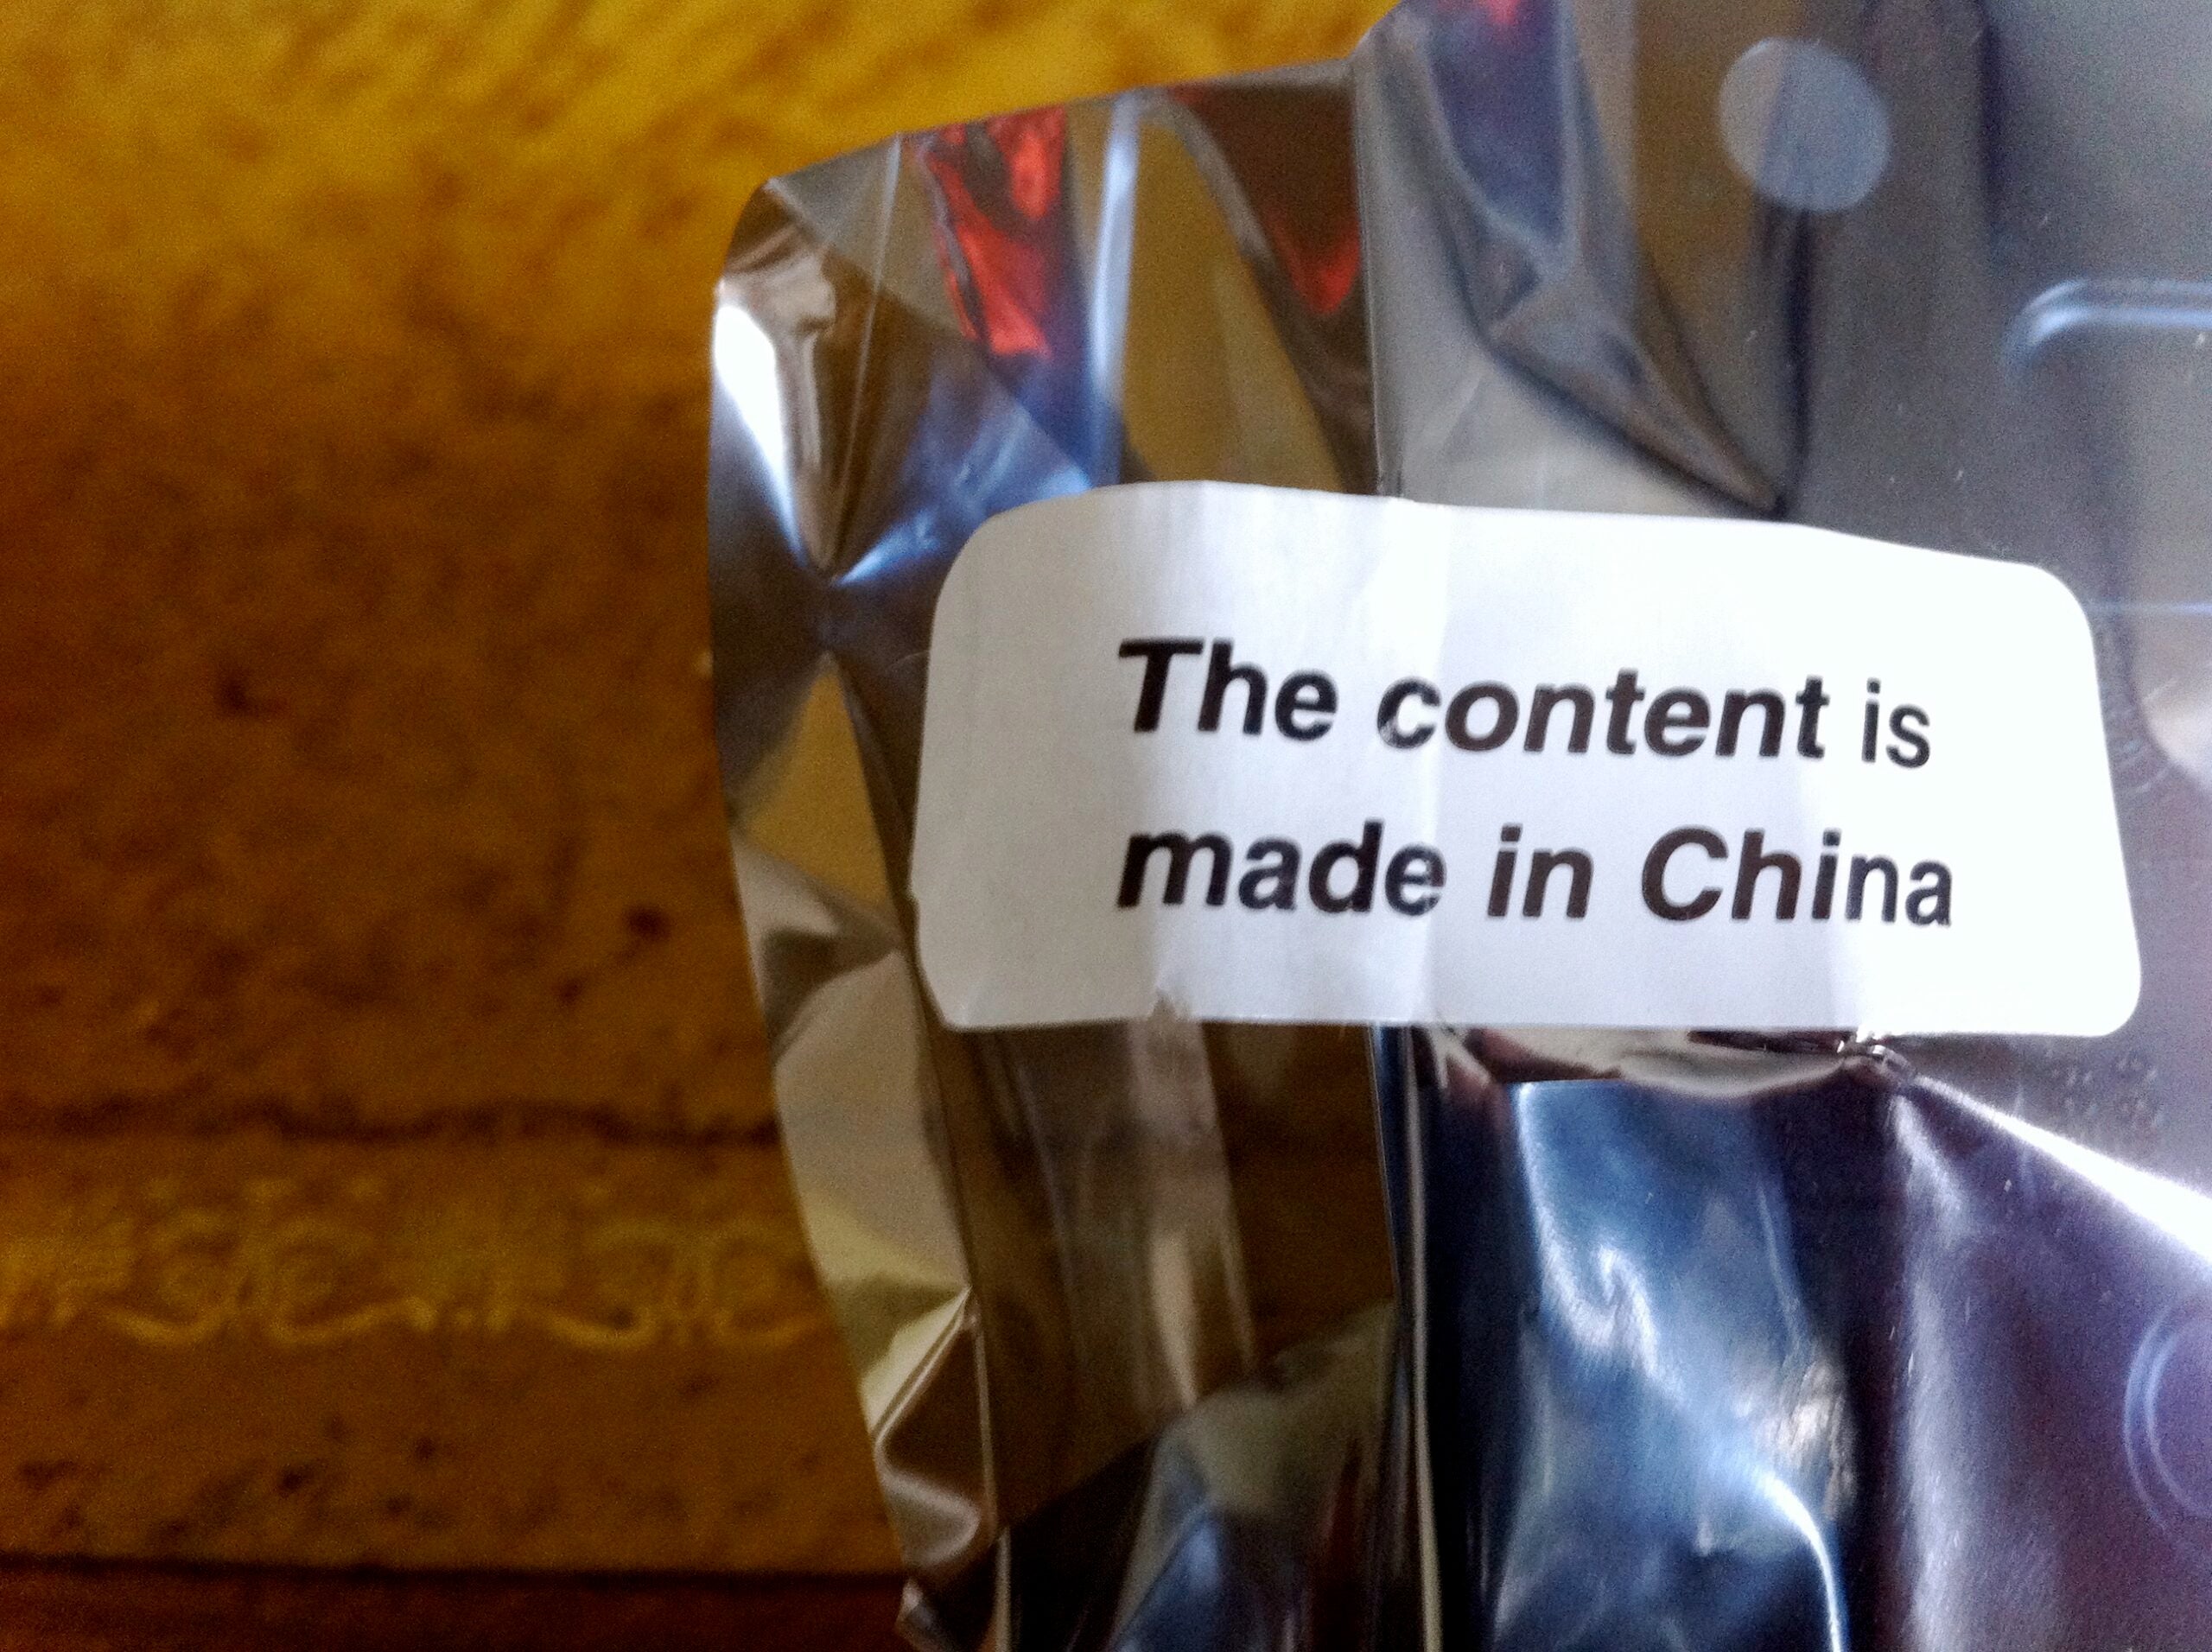 The content is
made in China